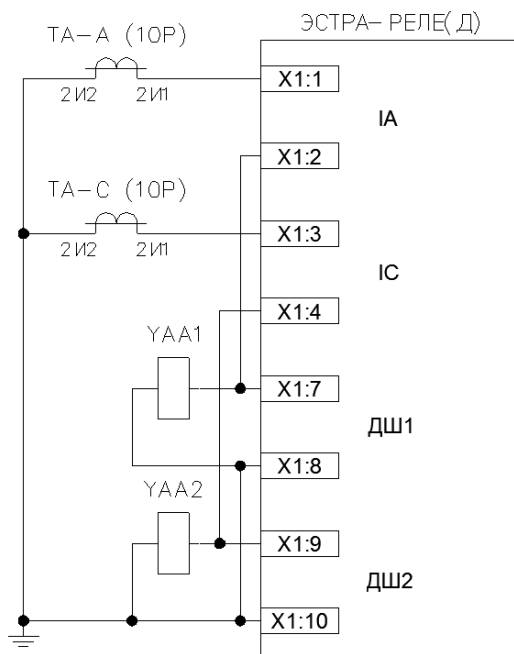 ЭСТРА-РЕЛЕ(Д)
ТА-А (10Р)
2И2 2И1 X1:1
IA
X1:2
ТА-С (10Р)
2И2 2И1 X1:3
IC
X1:4
YAA1
X1:7
ДШ1
X1:8
YAA2
X1:9
ДШ2
X1:10